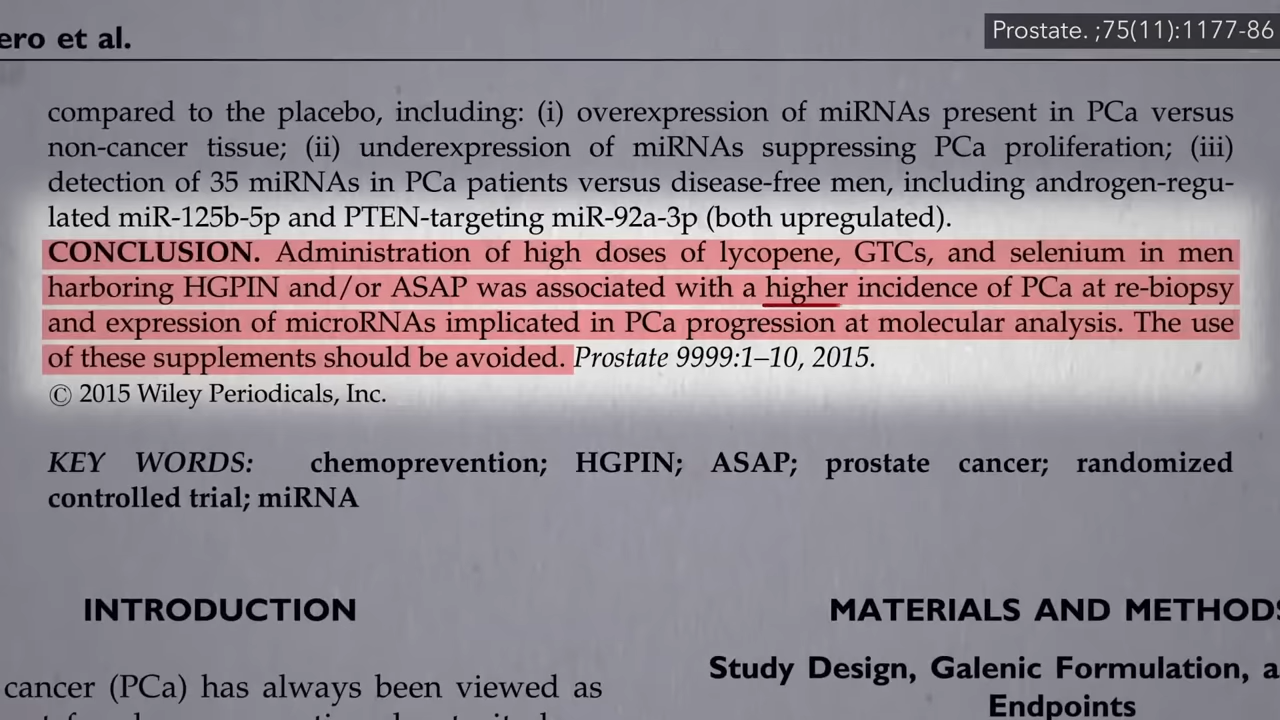 ero et al.
Prostate. ;75(11):1177-86
compared to the placebo, including: (i) overexpression of miRNAs present in PCa versus
non-cancer tissue; (ii) underexpression of miRNAs suppressing PCa proliferation; (iii)
detection of 35 miRNAs in PCa patients versus disease-free men, including androgen-regu-
lated miR-125b-5p and PTEN-targeting miR-92a-3p (both upregulated).
CONCLUSION. Administration of high doses of lycopene, GTCs, and selenium in men
harboring HGPIN and/or ASAP was associated with a higher incidence of PCa at re-biopsy
and expression of microRNAs implicated in PCa progression at molecular analysis. The use
of these supplements should be avoided. Prostate 9999:1–10, 2015.
© 2015 Wiley Periodicals, Inc.
KEY WORDS: chemoprevention; HGPIN; ASAP; prostate cancer; randomized
controlled trial; miRNA
INTRODUCTION
cancer (PCa) has always been viewed as
MATERIALS AND METHODS
Study Design, Galenic Formulation, a
Endpoints